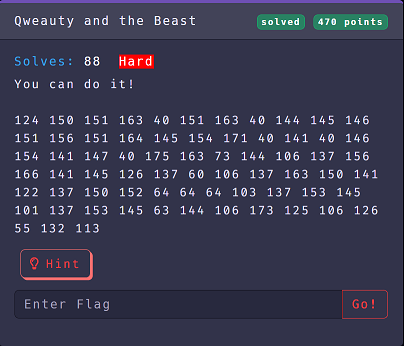 Qweauty and the Beast solved 470 points
Solves: 88 Hard
You can do it!
124 150 151 163 40 151 163 40 144 145 146
151 156 151 164 145 154 171 40 141 40 146
154 141 147 40 175 163 73 144 106 137 156
166 141 145 126 137 60 106 137 163 150 141
122 137 150 152 64 64 64 103 137 153 145
101 137 153 145 63 144 106 173 125 106 126
55 132 113
Hint
Enter Flag Go!